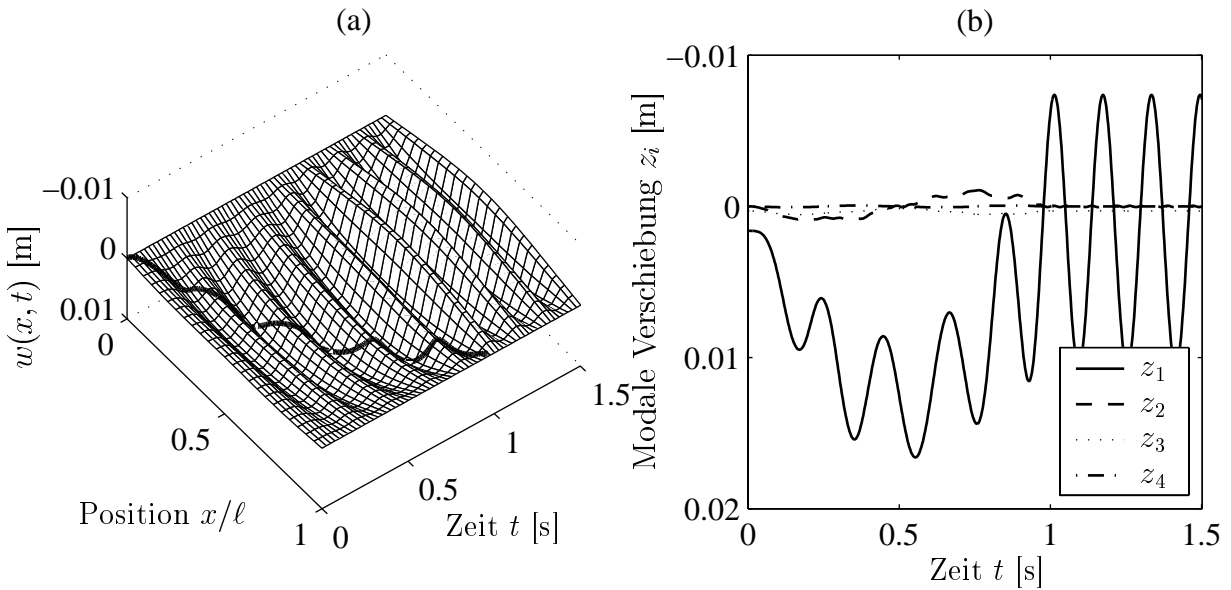 (a)
−0.01
0
0.01
w(x, t) [m]
0
0.5
1
Position x/ℓ
0
0.5
1
1.5
Zeit t [s]
(b)
−0.01
0
0.01
0.02
Modale Verschiebung z_i [m]
z_1
z_2
z_3
z_4
0
0.5
1
1.5
Zeit t [s]